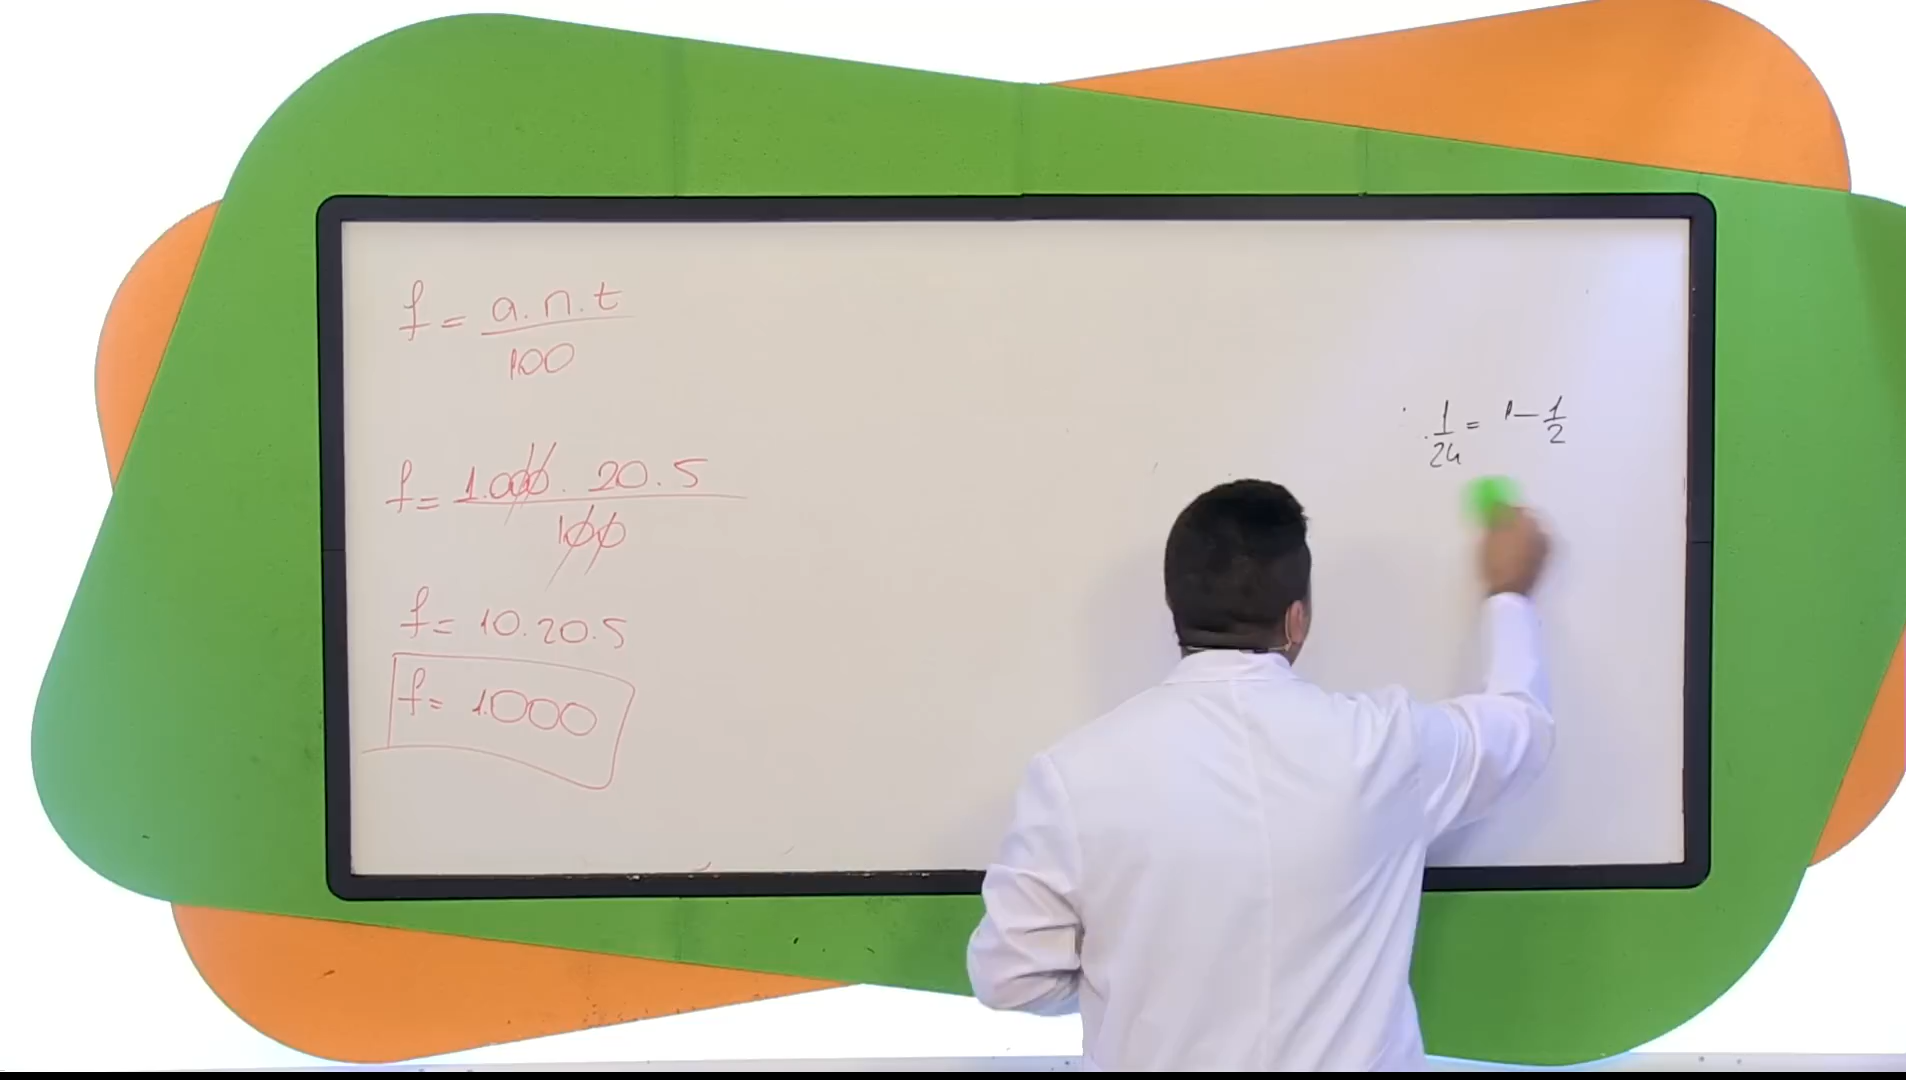 f = a.n.t / 100
f = 1.000. 20.5 / 100
f = 10.20.5
f = 1.000
1/24 = 1 - 1/2